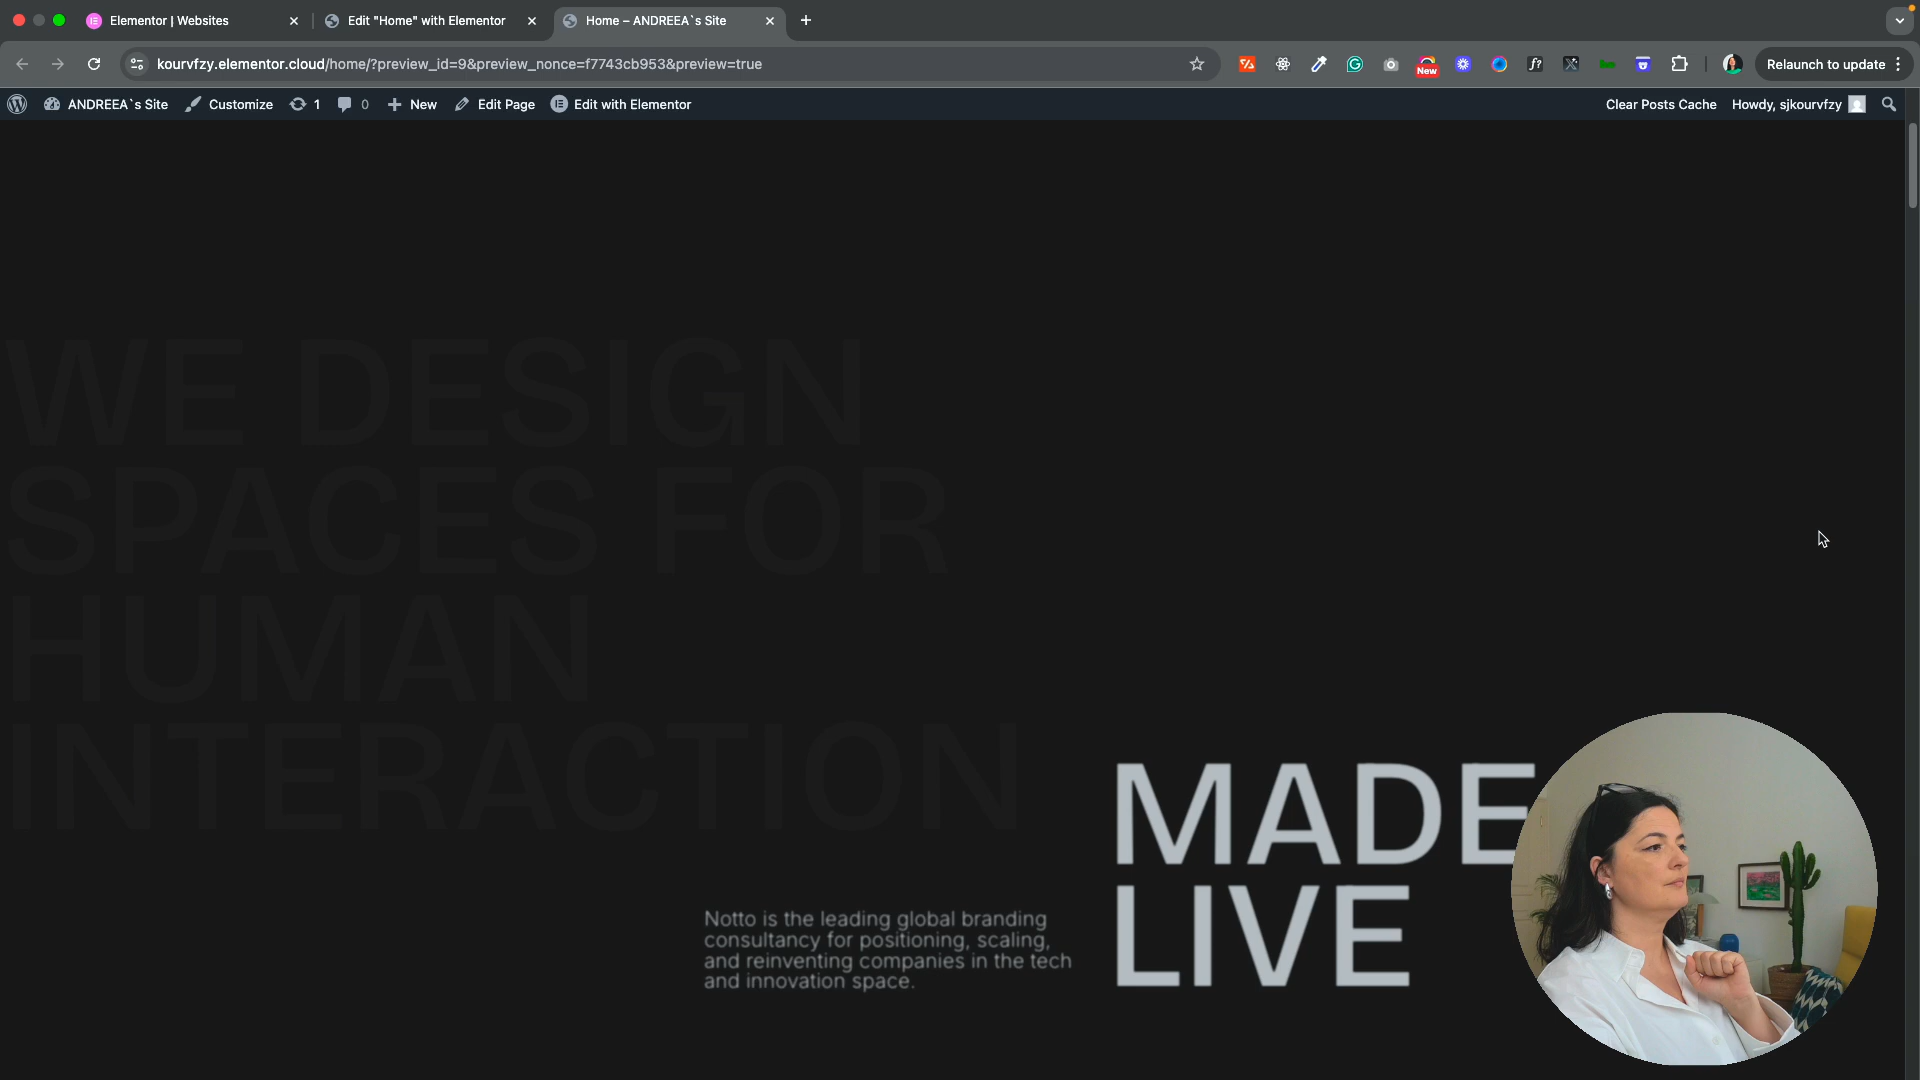 Elementor | Websites
Edit "Home" with Elementor
Home – ANDREEA`s Site
kourvfzy.elementor.cloud/home/?preview_id=9&preview_nonce=f7743cb953&preview=true
New
Relaunch to update
ANDREEA`s Site
Customize
1
0
New
Edit Page
Edit with Elementor
Clear Posts Cache
Howdy, sjkourvfzy
WE DESIGN
SPACES FOR
HUMAN
INTERACTION
MADE
LIVE
Notto is the leading global branding
consultancy for positioning, scaling,
and reinventing companies in the tech
and innovation space.